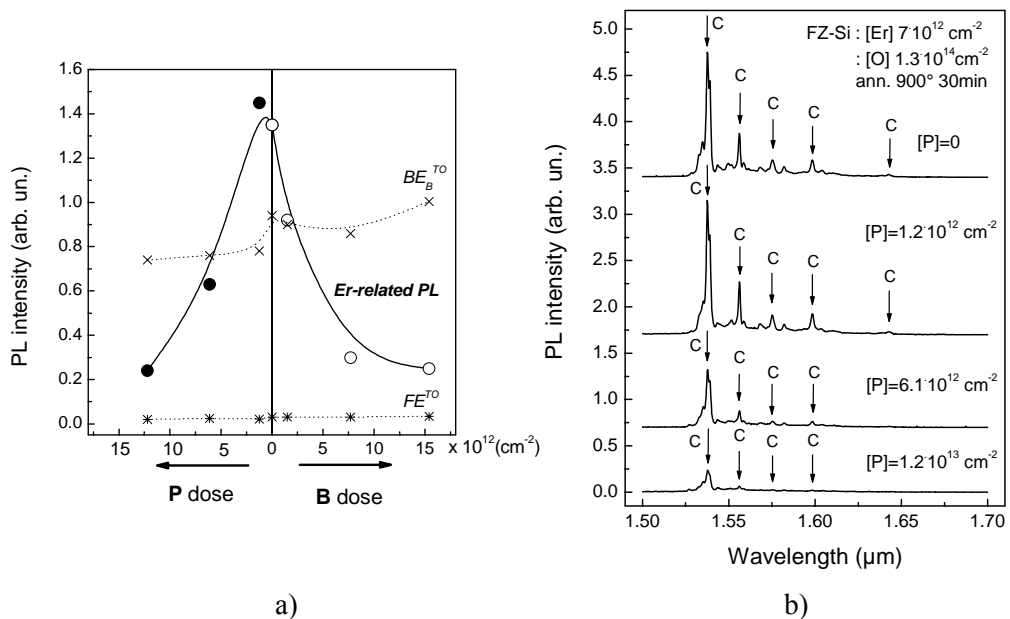 1.6
1.4
1.2
1.0
0.8
0.6
0.4
0.2
0.0
PL intensity (arb. un.)
BE_B^TO
Er-related PL
FE^TO
15 10 5 0 5 10 15 x 10^12 (cm^-2)
P dose B dose
a)
5.0
4.5
4.0
3.5
3.0
2.5
2.0
1.5
1.0
0.5
0.0
PL intensity (arb. un.)
C
FZ-Si : [Er] 7·10^12 cm^-2
: [O] 1.3·10^14 cm^-2
ann. 900° 30min
C C C C
[P]=0
C
[P]=1.2·10^12 cm^-2
C C C C
C
[P]=6.1·10^12 cm^-2
C C C
C C C C
[P]=1.2·10^13 cm^-2
1.50 1.55 1.60 1.65 1.70
Wavelength (μm)
b)